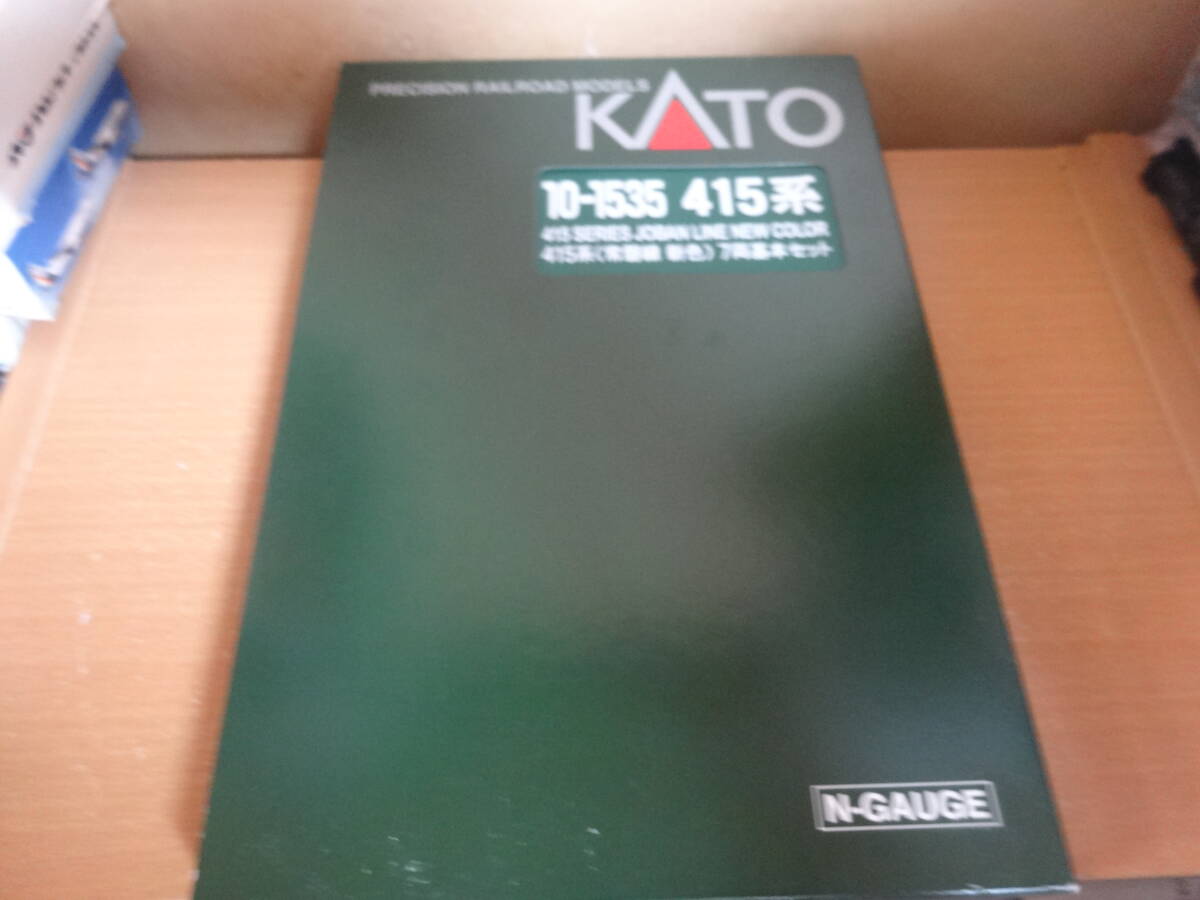 PRECISION RAILROAD MODELS
KATO
10-1535 415系
415 SERIES JOBAN LINE NEW COLOR
415系〈常磐線 新色〉 7両基本セット
N-GAUGE